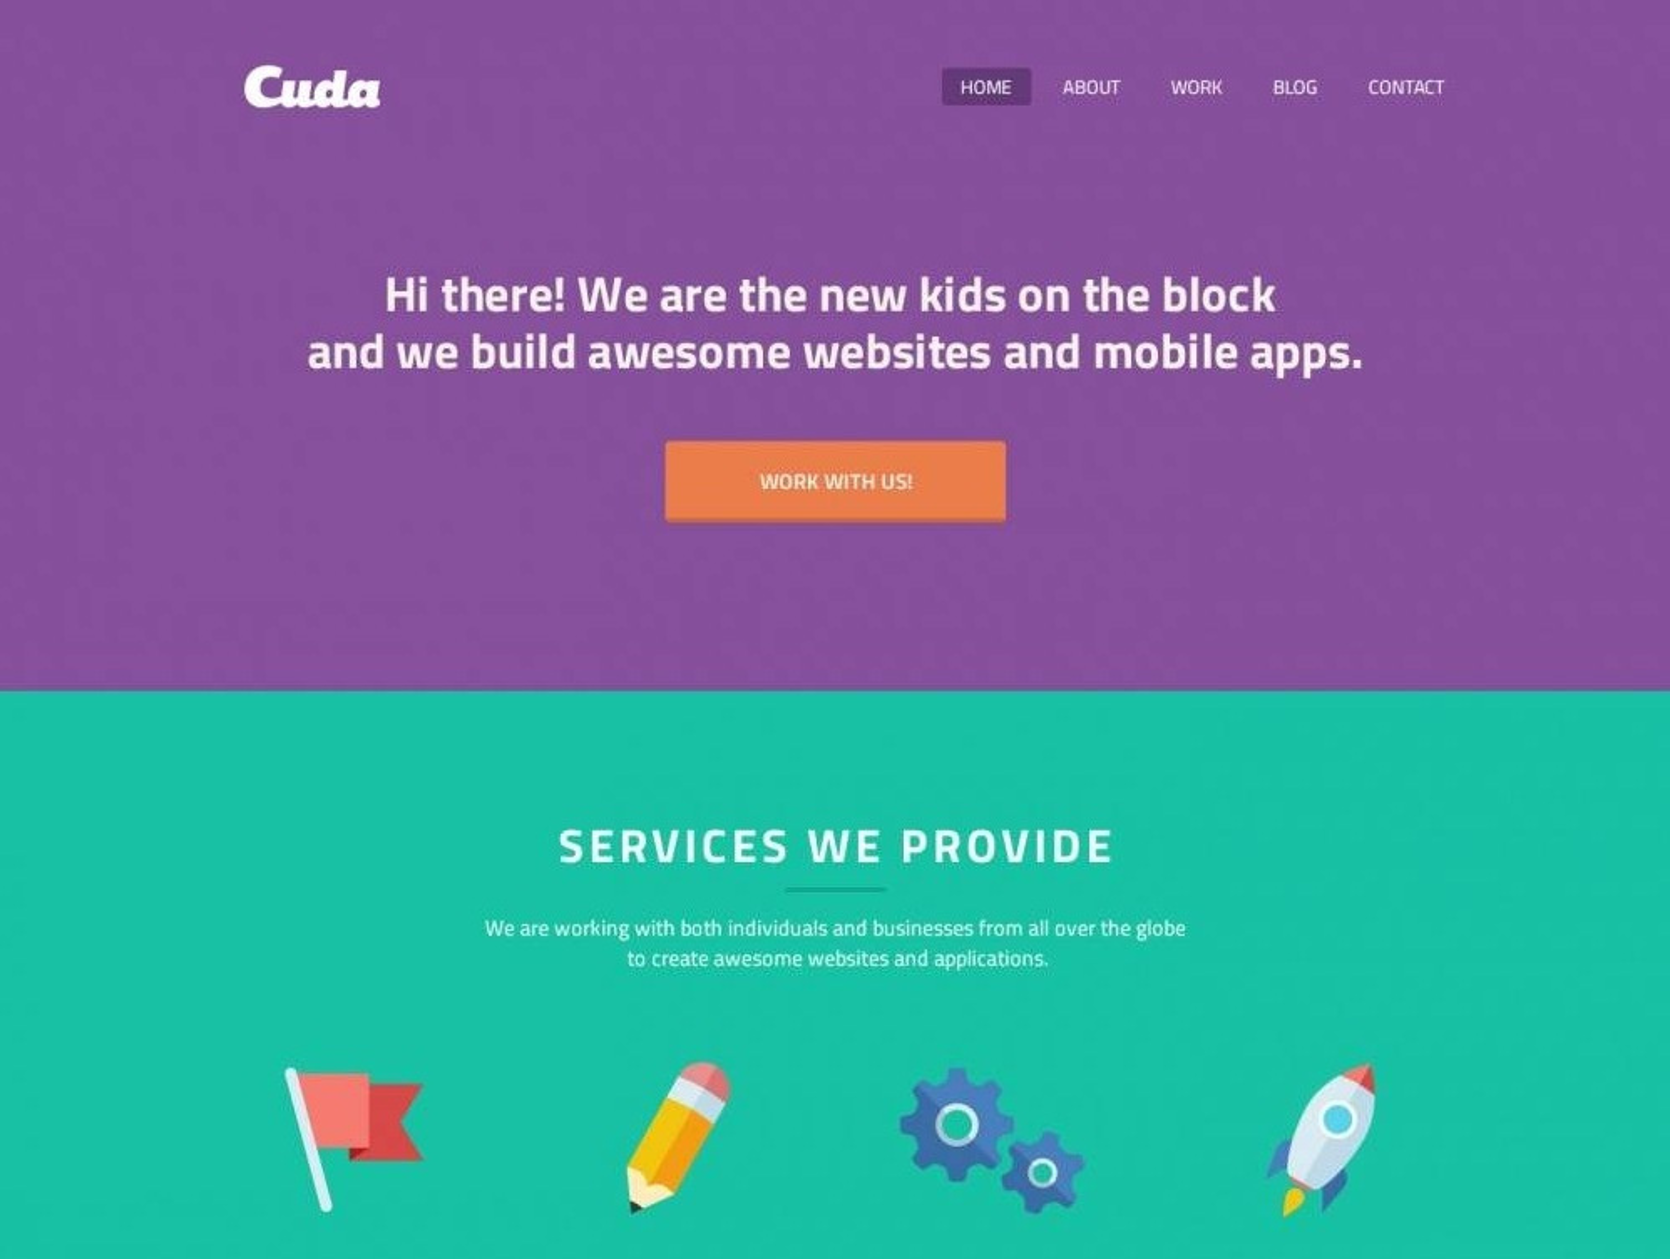 Cuda
HOME ABOUT WORK BLOG CONTACT
Hi there! We are the new kids on the block
and we build awesome websites and mobile apps.
WORK WITH US!
SERVICES WE PROVIDE
We are working with both individuals and businesses from all over the globe
to create awesome websites and applications.